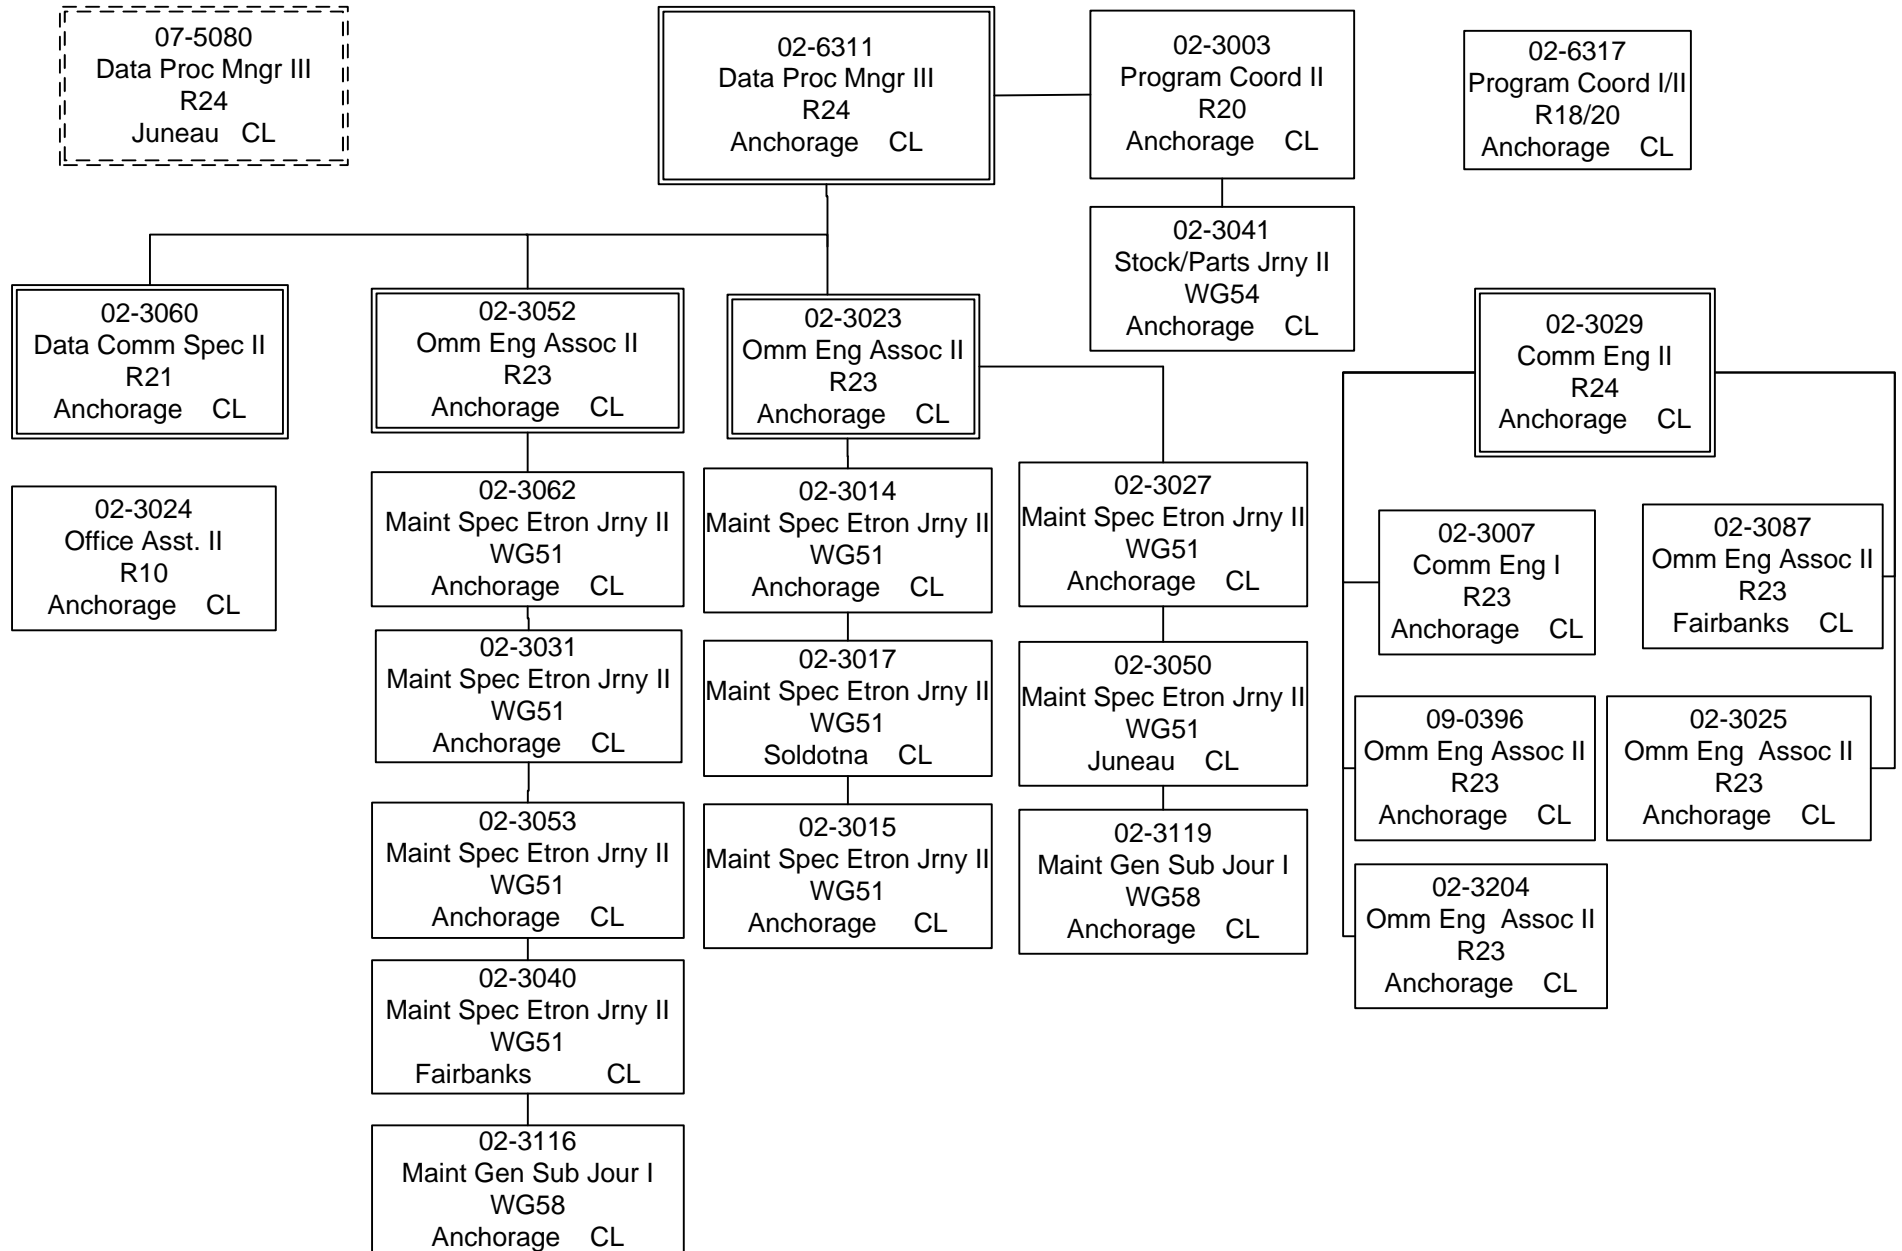 07-5080
Data Proc Mngr III
R24
Juneau CL
02-6311
Data Proc Mngr III
R24
Anchorage CL
02-3003
Program Coord II
R20
Anchorage CL
02-6317
Program Coord I/II
R18/20
Anchorage CL
02-3041
Stock/Parts Jrny II
WG54
Anchorage CL
02-3060
Data Comm Spec II
R21
Anchorage CL
02-3052
Omm Eng Assoc II
R23
Anchorage CL
02-3023
Omm Eng Assoc II
R23
Anchorage CL
02-3029
Comm Eng II
R24
Anchorage CL
02-3024
Office Asst. II
R10
Anchorage CL
02-3062
Maint Spec Etron Jrny II
WG51
Anchorage CL
02-3014
Maint Spec Etron Jrny II
WG51
Anchorage CL
02-3027
Maint Spec Etron Jrny II
WG51
Anchorage CL
02-3007
Comm Eng I
R23
Anchorage CL
02-3087
Omm Eng Assoc II
R23
Fairbanks CL
02-3031
Maint Spec Etron Jrny II
WG51
Anchorage CL
02-3017
Maint Spec Etron Jrny II
WG51
Soldotna CL
02-3050
Maint Spec Etron Jrny II
WG51
Juneau CL
09-0396
Omm Eng Assoc II
R23
Anchorage CL
02-3025
Omm Eng Assoc II
R23
Anchorage CL
02-3053
Maint Spec Etron Jrny II
WG51
Anchorage CL
02-3015
Maint Spec Etron Jrny II
WG51
Anchorage CL
02-3119
Maint Gen Sub Jour I
WG58
Anchorage CL
02-3204
Omm Eng Assoc II
R23
Anchorage CL
02-3040
Maint Spec Etron Jrny II
WG51
Fairbanks CL
02-3116
Maint Gen Sub Jour I
WG58
Anchorage CL